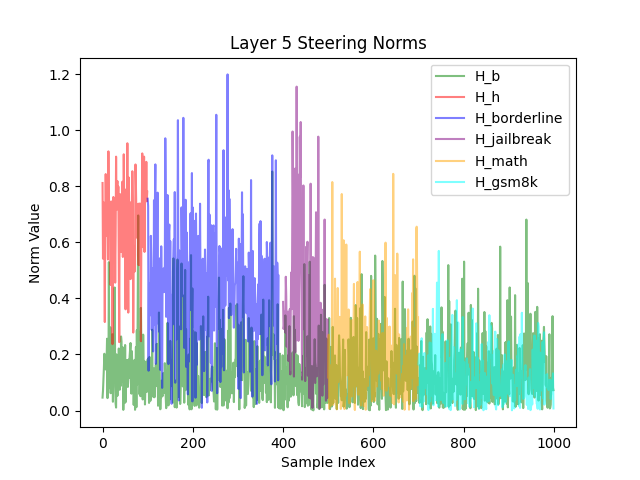 Layer 5 Steering Norms
H_b
H_h
H_borderline
H_jailbreak
H_math
H_gsm8k
Norm Value
1.2
1.0
0.8
0.6
0.4
0.2
0.0
0
200
400
600
800
1000
Sample Index